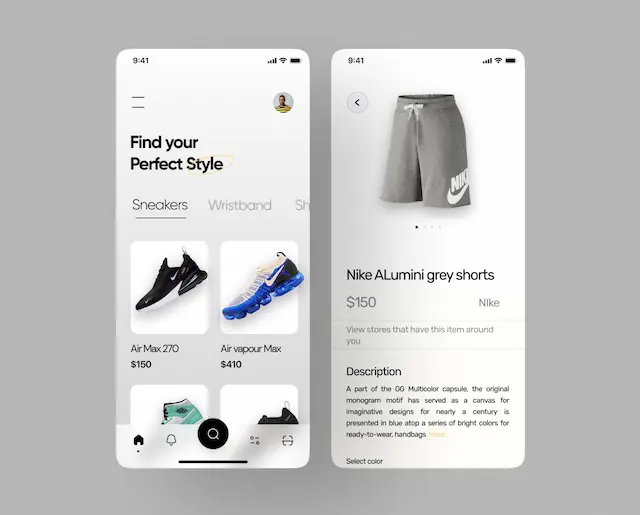 9:41
Find your
Perfect Style
Sneakers Wristband Sh
Air Max 270
$150
Air vapour Max
$410
9:41
NIK
Nike ALumini grey shorts
$150 NIke
View stores that have this item around
you
Description
A part of the GG Multicolor capsule, the original
monogram motif has served as a canvas for
imaginative designs for nearly a century is
presented in blue atop a series of bright colors for
ready-to-wear, handbags more
Select color